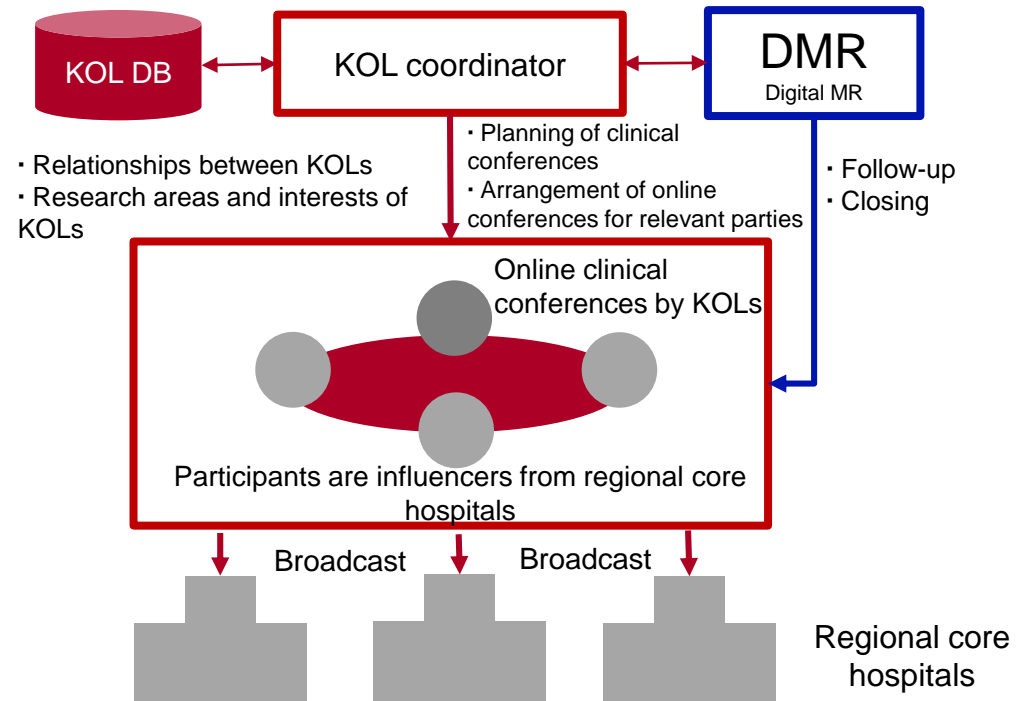 KOL DB
KOL coordinator
DMR
Digital MR
・Relationships between KOLs
・Research areas and interests of
KOLs
・Planning of clinical
conferences
・Arrangement of online
conferences for relevant parties
・Follow-up
・Closing
Online clinical
conferences by KOLs
Participants are influencers from regional core
hospitals
Broadcast
Broadcast
Regional core
hospitals